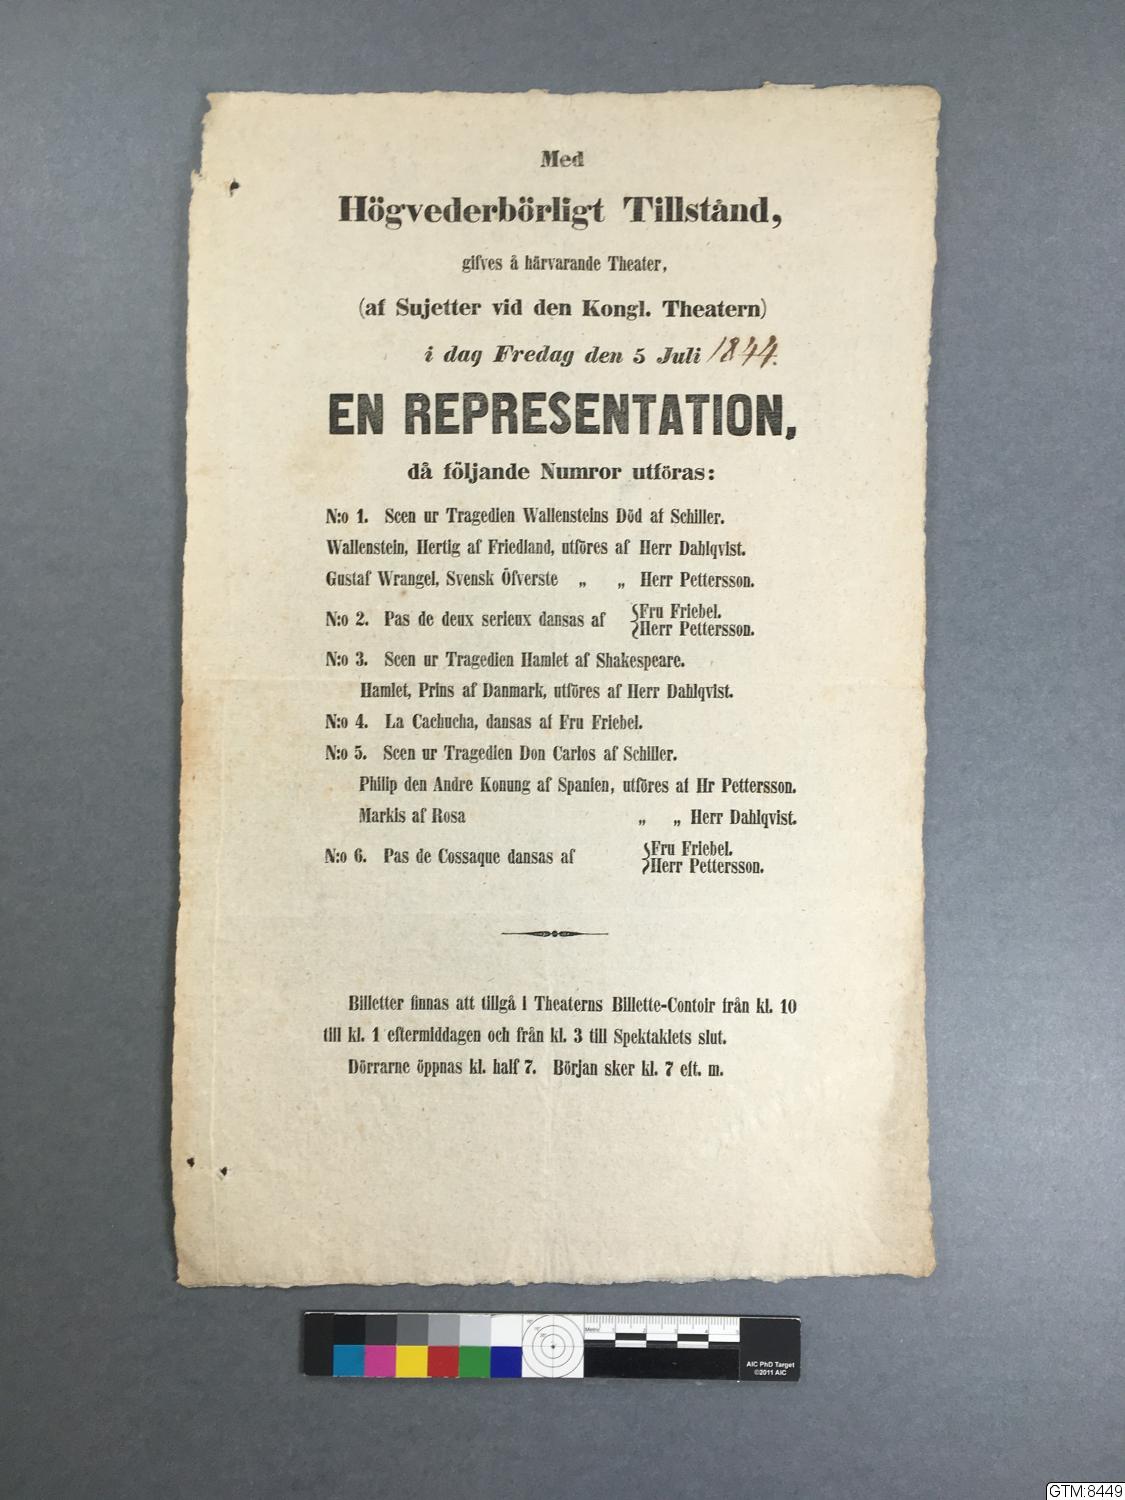 Med
Högvederbörligt Tillstånd,
gifves å härvarande Theater,
(af Sujetter vid den Kongl. Theatern)
i dag Fredag den 5 Juli 1844.
EN REPRESENTATION,
då följande Numror utföras:
N:o 1. Scen ur Tragedien Wallensteins Död af Schiller.
Wallenstein, Hertig af Friedland, utföres af Herr Dahlqvist.
Gustaf Wrangel, Svensk Öfverste „ „ Herr Pettersson.
N:o 2. Pas de deux serieux dansas af {Fru Friebel.
{Herr Pettersson.
N:o 3. Scen ur Tragedien Hamlet af Shakespeare.
Hamlet, Prins af Danmark, utföres af Herr Dahlqvist.
N:o 4. La Cachucha, dansas af Fru Friebel.
N:o 5. Scen ur Tragedien Don Carlos af Schiller.
Philip den Andre Konung af Spanien, utföres af Hr Pettersson.
Markis af Rosa „ „ Herr Dahlqvist.
N:o 6. Pas de Cossaque dansas af {Fru Friebel.
{Herr Pettersson.
Billetter finnas att tillgå i Theaterns Billette-Contoir från kl. 10
till kl. 1 eftermiddagen och från kl. 3 till Spektaklets slut.
Dörrarne öppnas kl. half 7. Början sker kl. 7 eft. m.
AIC PhD Target
©2011 AIC
GTM:8449